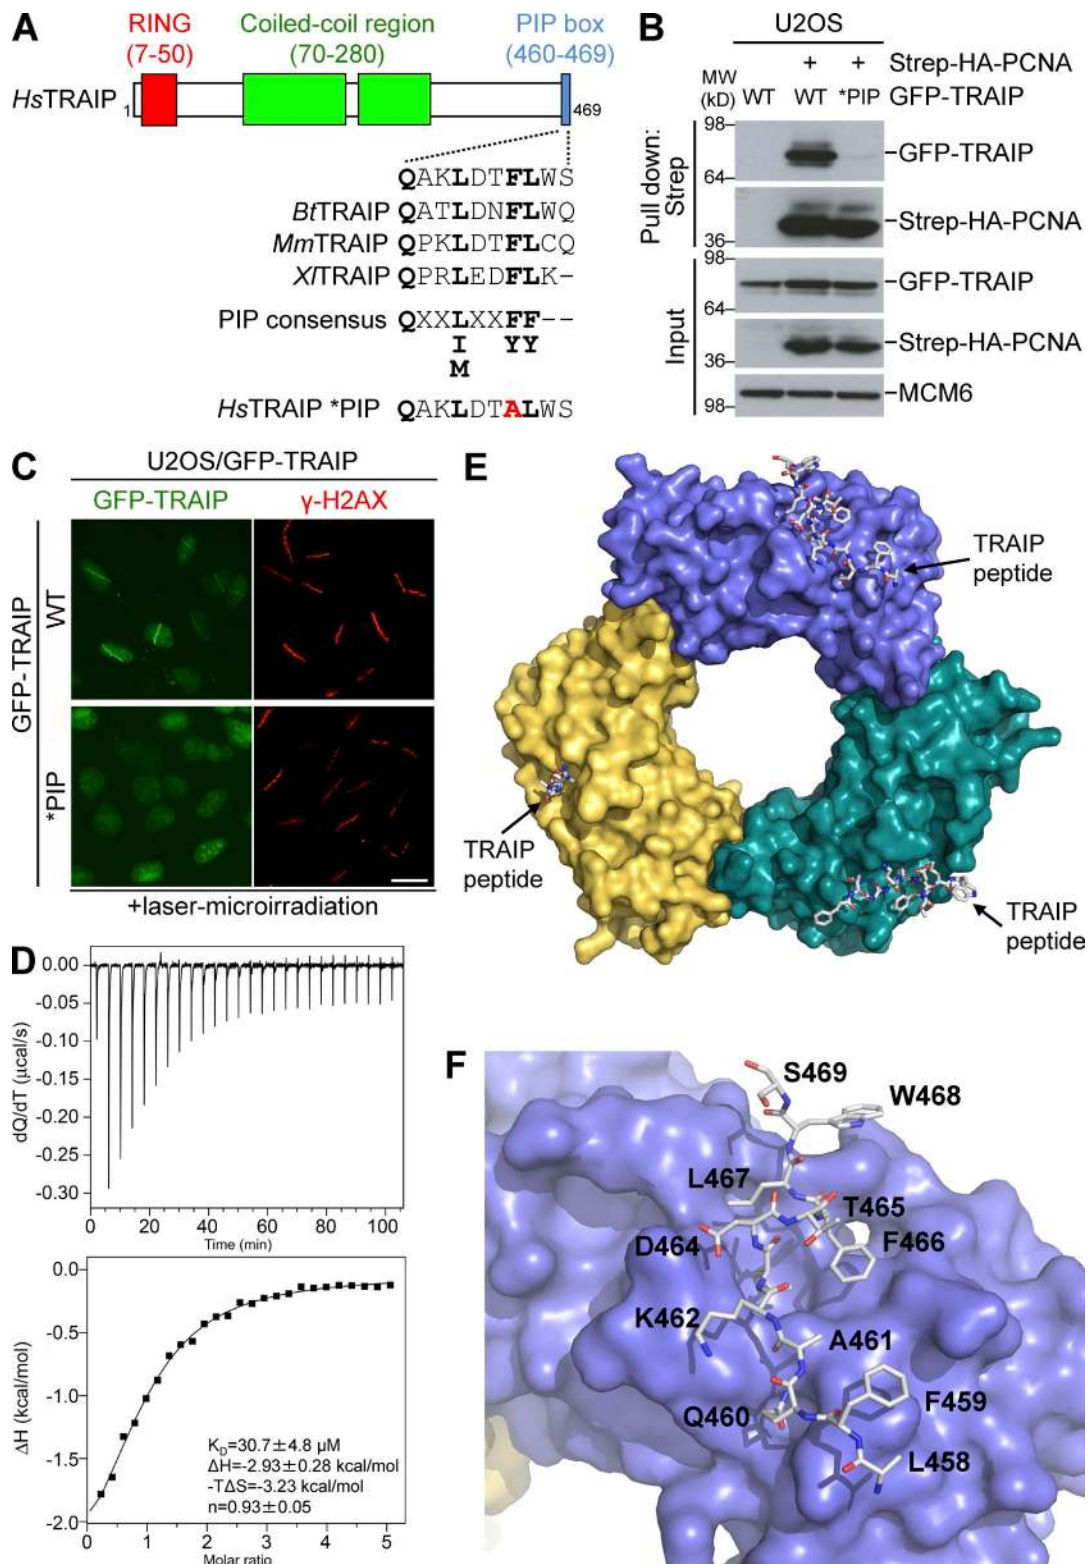 A
RING
(7-50)
Coiled-coil region
(70-280)
PIP box
(460-469)
HsTRAIP
1
469
QAKLDTFLWS
BtTRAIP QATLDNFLWQ
MmTRAIP QPKLDTFLCQ
XlTRAIP QPRLEDFLK-
PIP consensus QXXLXXFF--
I YY
M
HsTRAIP *PIP QAKLDTALWS
B
U2OS
+ + Strep-HA-PCNA
MW
(kD)
WT WT *PIP GFP-TRAIP
Pull down:
Strep
98
GFP-TRAIP
64
Strep-HA-PCNA
36
Input
98
GFP-TRAIP
64
Strep-HA-PCNA
36
MCM6
98
C
U2OS/GFP-TRAIP
GFP-TRAIP γ-H2AX
GFP-TRAIP
WT
*PIP
+laser-microirradiation
D
0.00
-0.05
-0.10
-0.15
-0.20
-0.25
-0.30
dQ/dT (µcal/s)
0 20 40 60 80 100
Time (min)
0.0
-0.5
-1.0
-1.5
-2.0
ΔH (kcal/mol)
KD=30.7±4.8 µM
ΔH=-2.93±0.28 kcal/mol
-TΔS=-3.23 kcal/mol
n=0.93±0.05
0 1 2 3 4 5
Molar ratio
E
TRAIP
peptide
TRAIP
peptide
TRAIP
peptide
F
S469
W468
L467
T465
D464
F466
K462
A461
F459
Q460
L458